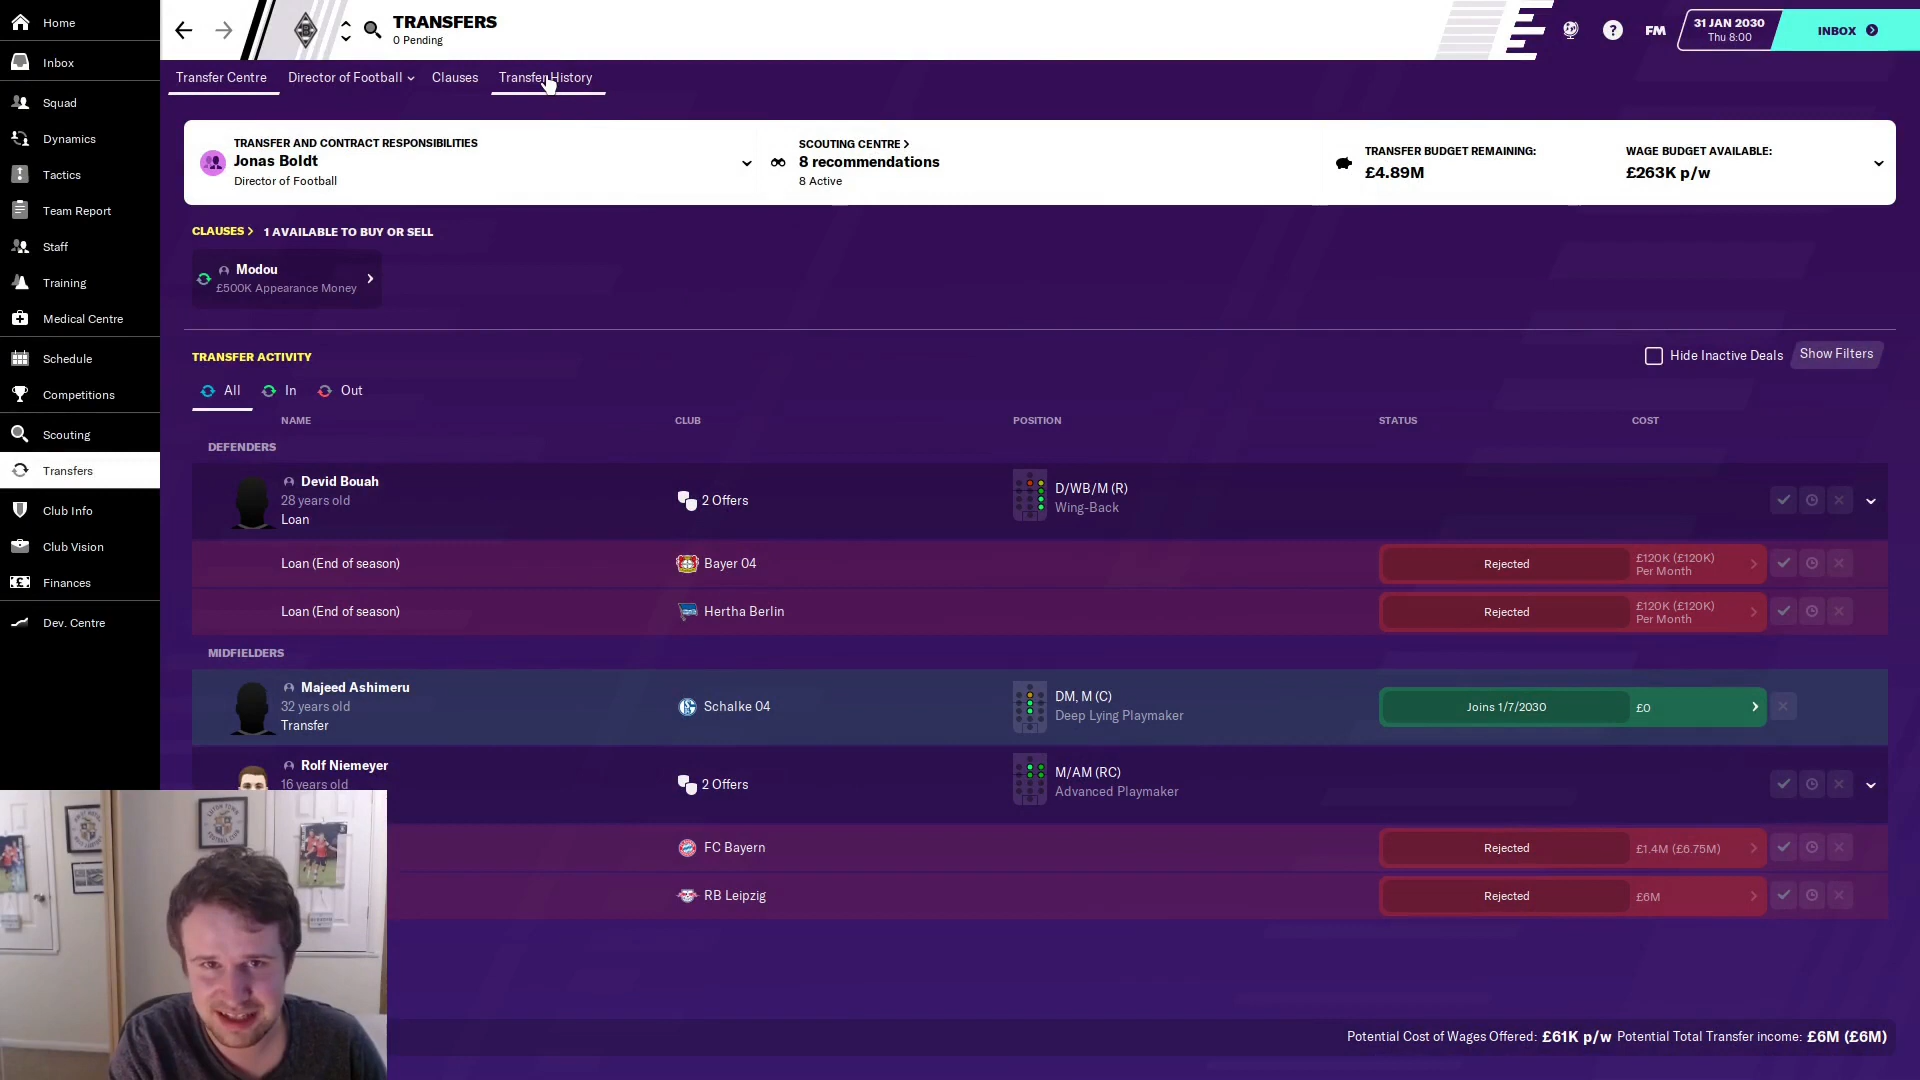 Home
Inbox
Squad
Dynamics
Tactics
Team Report
Staff
Training
Medical Centre
Schedule
Competitions
Scouting
Transfers
Club Info
Club Vision
Finances
Dev. Centre
TRANSFERS
0 Pending
FM
31 JAN 2030
Thu 8:00
INBOX
Transfer Centre
Director of Football
Clauses
Transfer History
TRANSFER AND CONTRACT RESPONSIBILITIES
Jonas Boldt
Director of Football
SCOUTING CENTRE
8 recommendations
8 Active
TRANSFER BUDGET REMAINING:
£4.89M
WAGE BUDGET AVAILABLE:
£263K p/w
CLAUSES 1 AVAILABLE TO BUY OR SELL
Modou
£500K Appearance Money
TRANSFER ACTIVITY
Hide Inactive Deals
Show Filters
All In Out
NAME CLUB POSITION STATUS COST
DEFENDERS
Devid Bouah
28 years old
Loan
2 Offers
D/WB/M (R)
Wing-Back
Loan (End of season) Bayer 04 Rejected £120K (£120K)
Per Month
Loan (End of season) Hertha Berlin Rejected £120K (£120K)
Per Month
MIDFIELDERS
Majeed Ashimeru
32 years old
Transfer
Schalke 04
DM, M (C)
Deep Lying Playmaker
Joins 1/7/2030 £0
Rolf Niemeyer
16 years old
2 Offers
M/AM (RC)
Advanced Playmaker
FC Bayern Rejected £1.4M (£6.75M)
RB Leipzig Rejected £6M
Potential Cost of Wages Offered: £61K p/w Potential Total Transfer income: £6M (£6M)